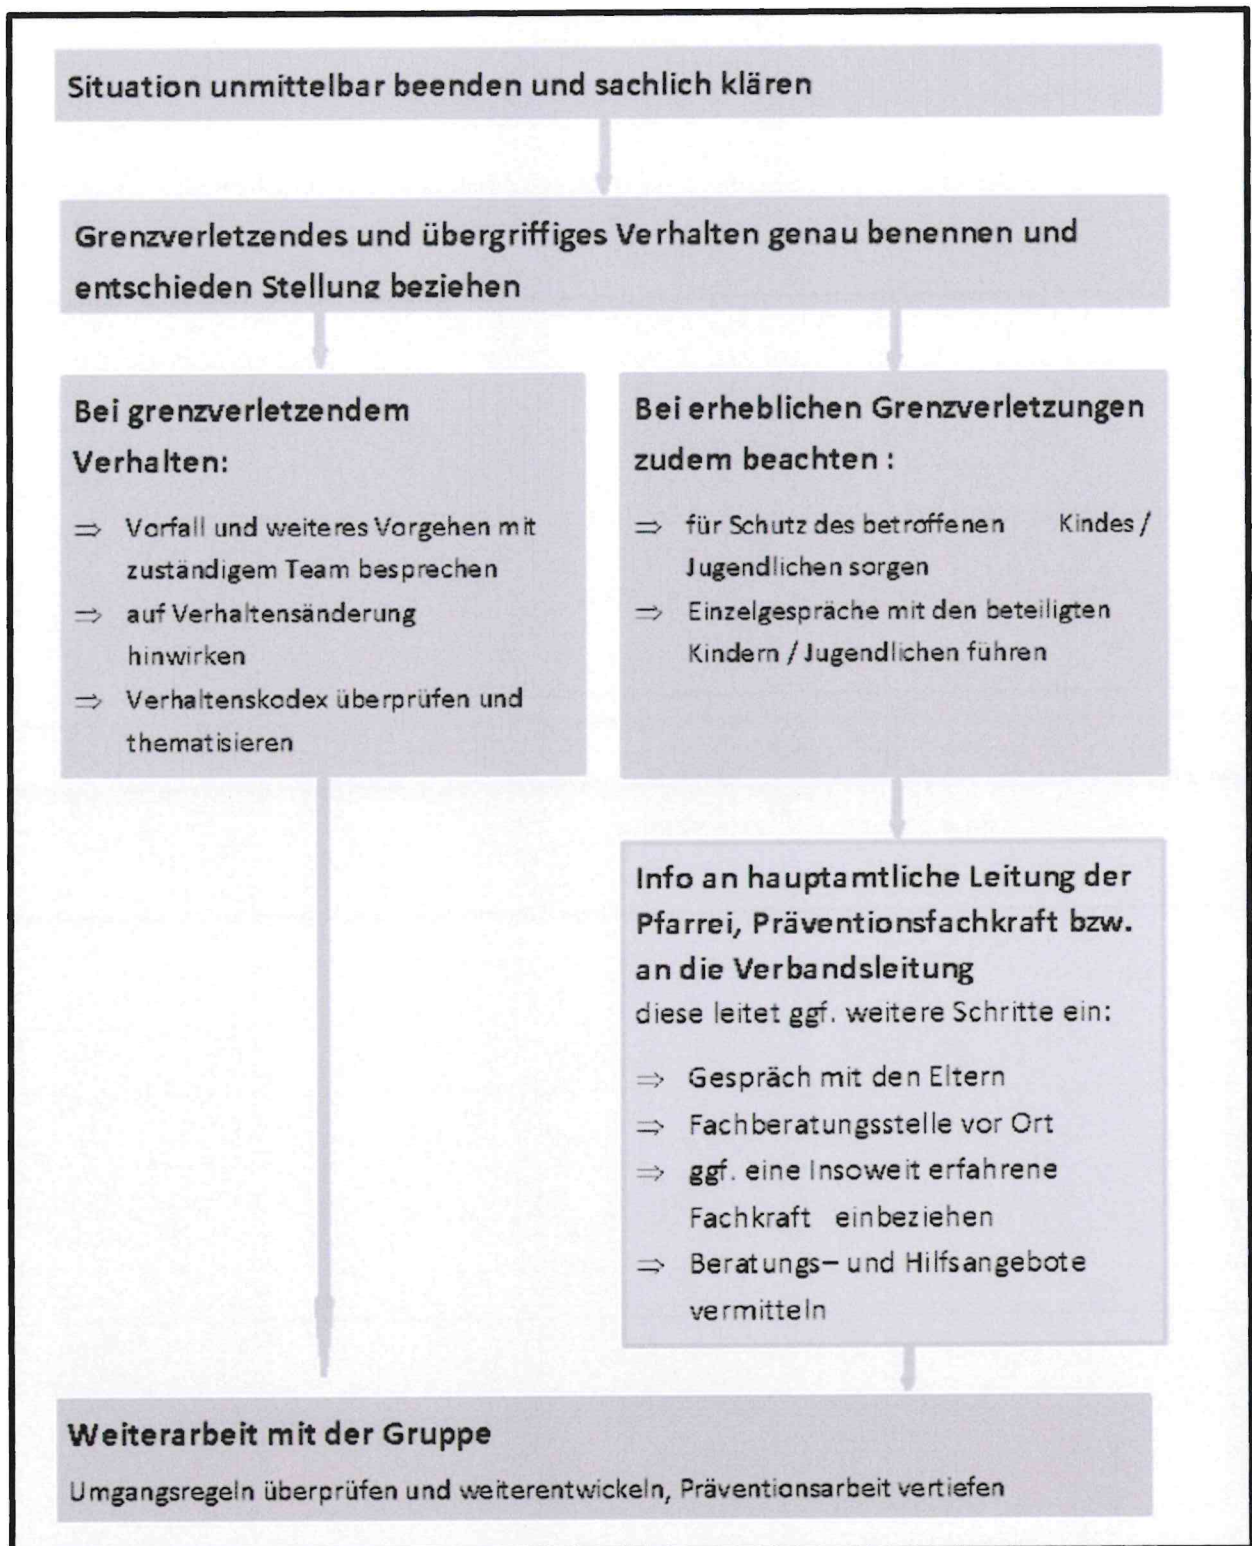 Situation unmittelbar beenden und sachlich klären
Grenzverletzendes und übergriffiges Verhalten genau benennen und
entschieden Stellung beziehen
Bei grenzverletzendem
Verhalten:
⇒ Vorfall und weiteres Vorgehen mit
zuständigem Team besprechen
⇒ auf Verhaltensänderung
hinwirken
⇒ Verhaltenskodex überprüfen und
thematisieren
Bei erheblichen Grenzverletzungen
zudem beachten :
⇒ für Schutz des betroffenen Kindes /
Jugendlichen sorgen
⇒ Einzelgespräche mit den beteiligten
Kindern / Jugendlichen führen
Info an hauptamtliche Leitung der
Pfarrei, Präventionsfachkraft bzw.
an die Verbandsleitung
diese leitet ggf. weitere Schritte ein:
⇒ Gespräch mit den Eltern
⇒ Fachberatungsstelle vor Ort
⇒ ggf. eine Insoweit erfahrene
Fachkraft einbeziehen
⇒ Beratungs– und Hilfsangebote
vermitteln
Weiterarbeit mit der Gruppe
Umgangsregeln überprüfen und weiterentwickeln, Präventionsarbeit vertiefen